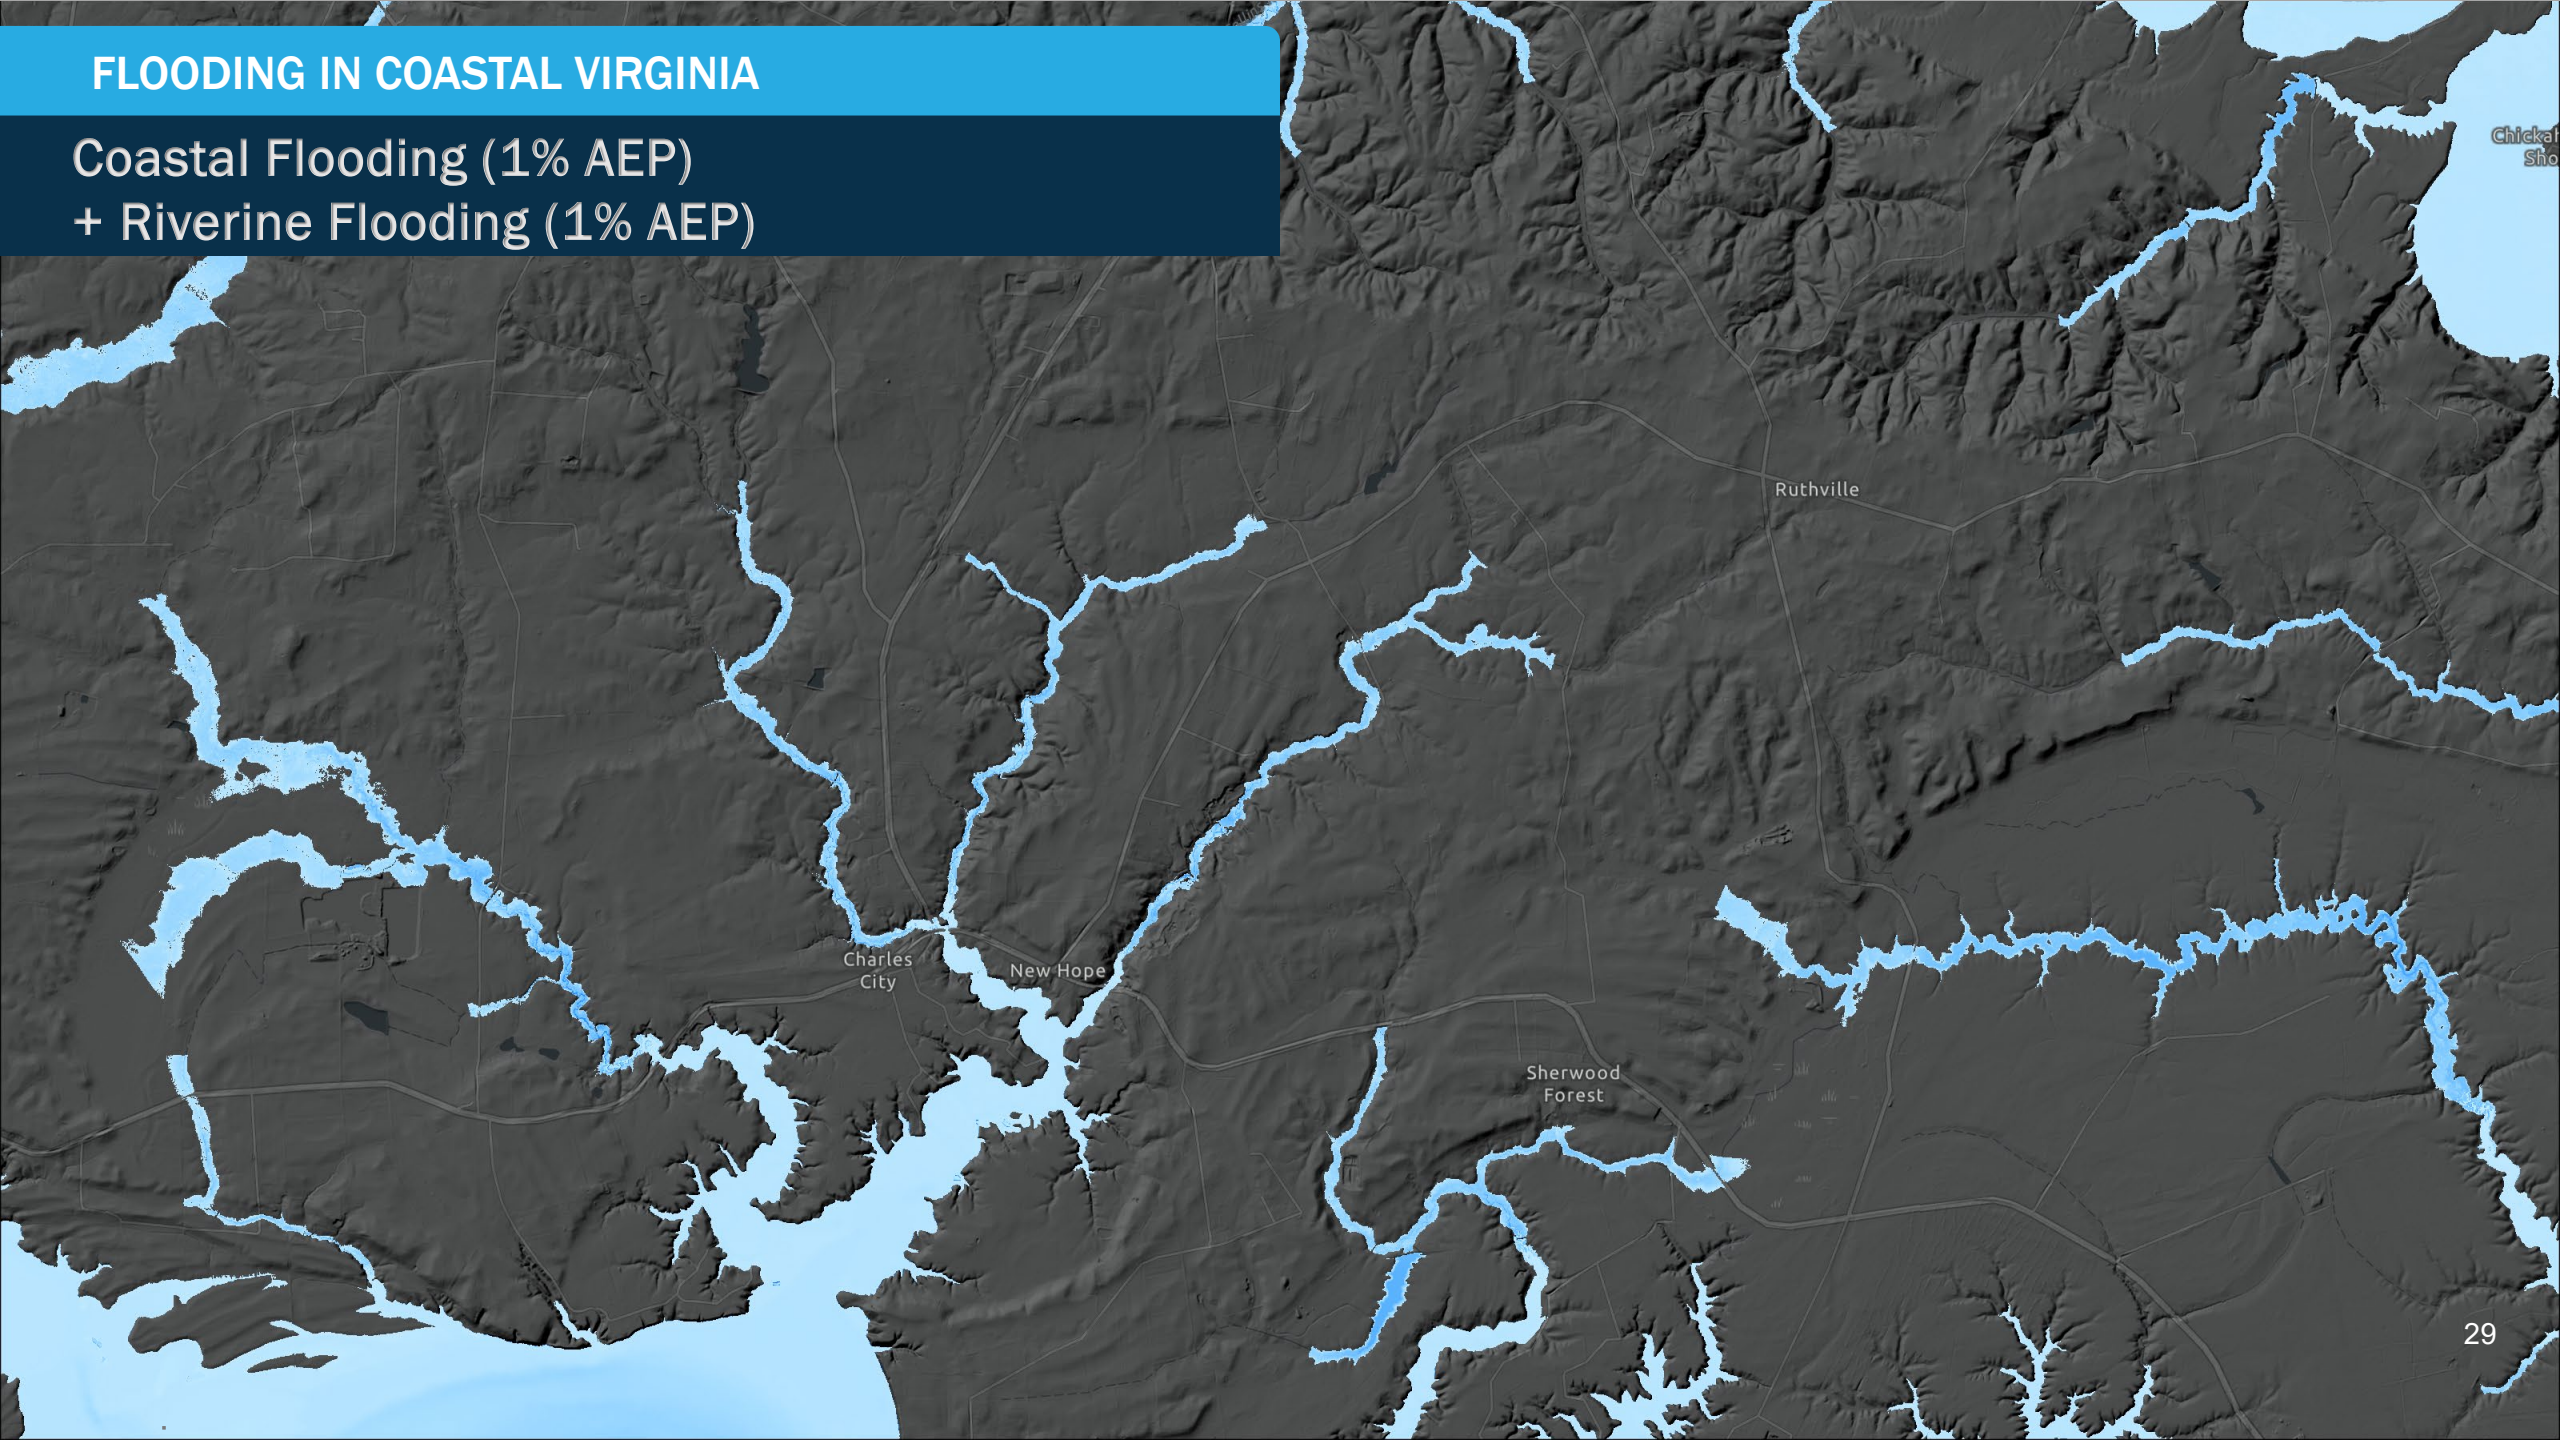 FLOODING IN COASTAL VIRGINIA
Coastal Flooding (1% AEP)
+ Riverine Flooding (1% AEP)
Ruthville
Charles
City
New Hope
Sherwood
Forest
29